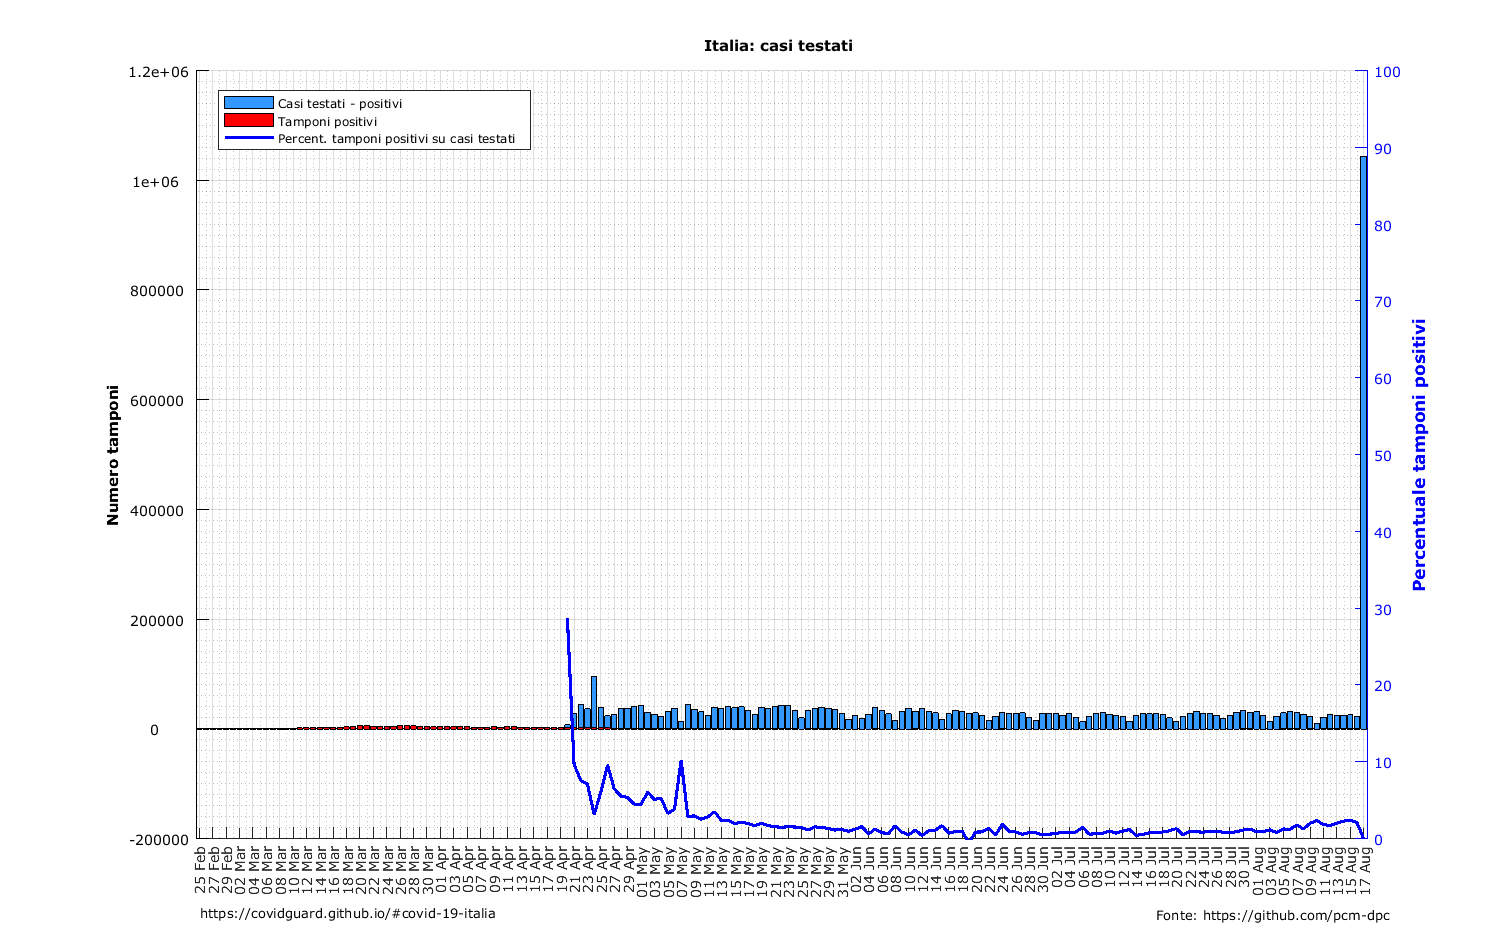 Italia: casi testati
1.2e+06
1e+06
800000
600000
400000
200000
0
-200000
Numero tamponi
Casi testati - positivi
Tamponi positivi
Percent. tamponi positivi su casi testati
100
90
80
70
60
50
40
30
20
10
0
Percentuale tamponi positivi
25 Feb
27 Feb
29 Feb
02 Mar
04 Mar
06 Mar
08 Mar
10 Mar
12 Mar
14 Mar
16 Mar
18 Mar
20 Mar
22 Mar
24 Mar
26 Mar
28 Mar
30 Mar
01 Apr
03 Apr
05 Apr
07 Apr
09 Apr
11 Apr
13 Apr
15 Apr
17 Apr
19 Apr
21 Apr
23 Apr
25 Apr
27 Apr
29 Apr
01 May
03 May
05 May
07 May
09 May
11 May
13 May
15 May
17 May
19 May
21 May
23 May
25 May
27 May
29 May
31 May
02 Jun
04 Jun
06 Jun
08 Jun
10 Jun
12 Jun
14 Jun
16 Jun
18 Jun
20 Jun
22 Jun
24 Jun
26 Jun
28 Jun
30 Jun
02 Jul
04 Jul
06 Jul
08 Jul
10 Jul
12 Jul
14 Jul
16 Jul
18 Jul
20 Jul
22 Jul
24 Jul
26 Jul
28 Jul
30 Jul
01 Aug
03 Aug
05 Aug
07 Aug
09 Aug
11 Aug
13 Aug
15 Aug
17 Aug
https://covidguard.github.io/#covid-19-italia
Fonte: https://github.com/pcm-dpc